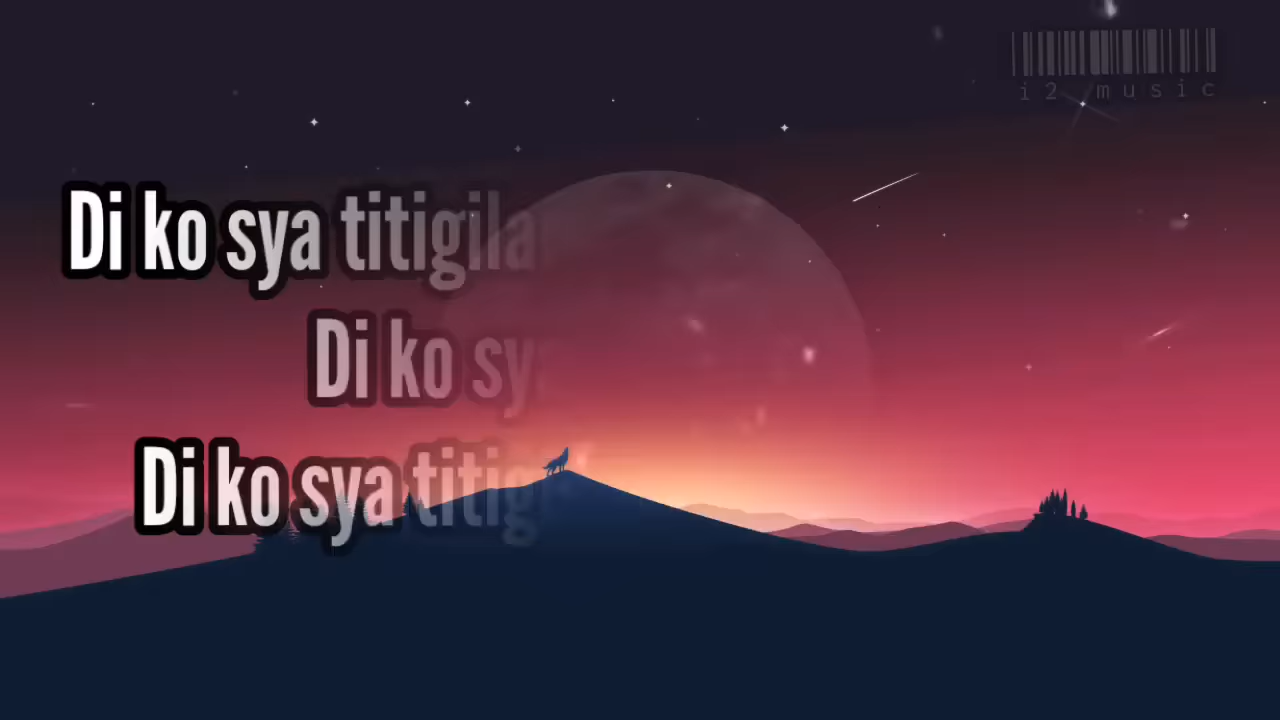 i2 music
Di ko sya titigila
Di ko sy
Di ko sya titig